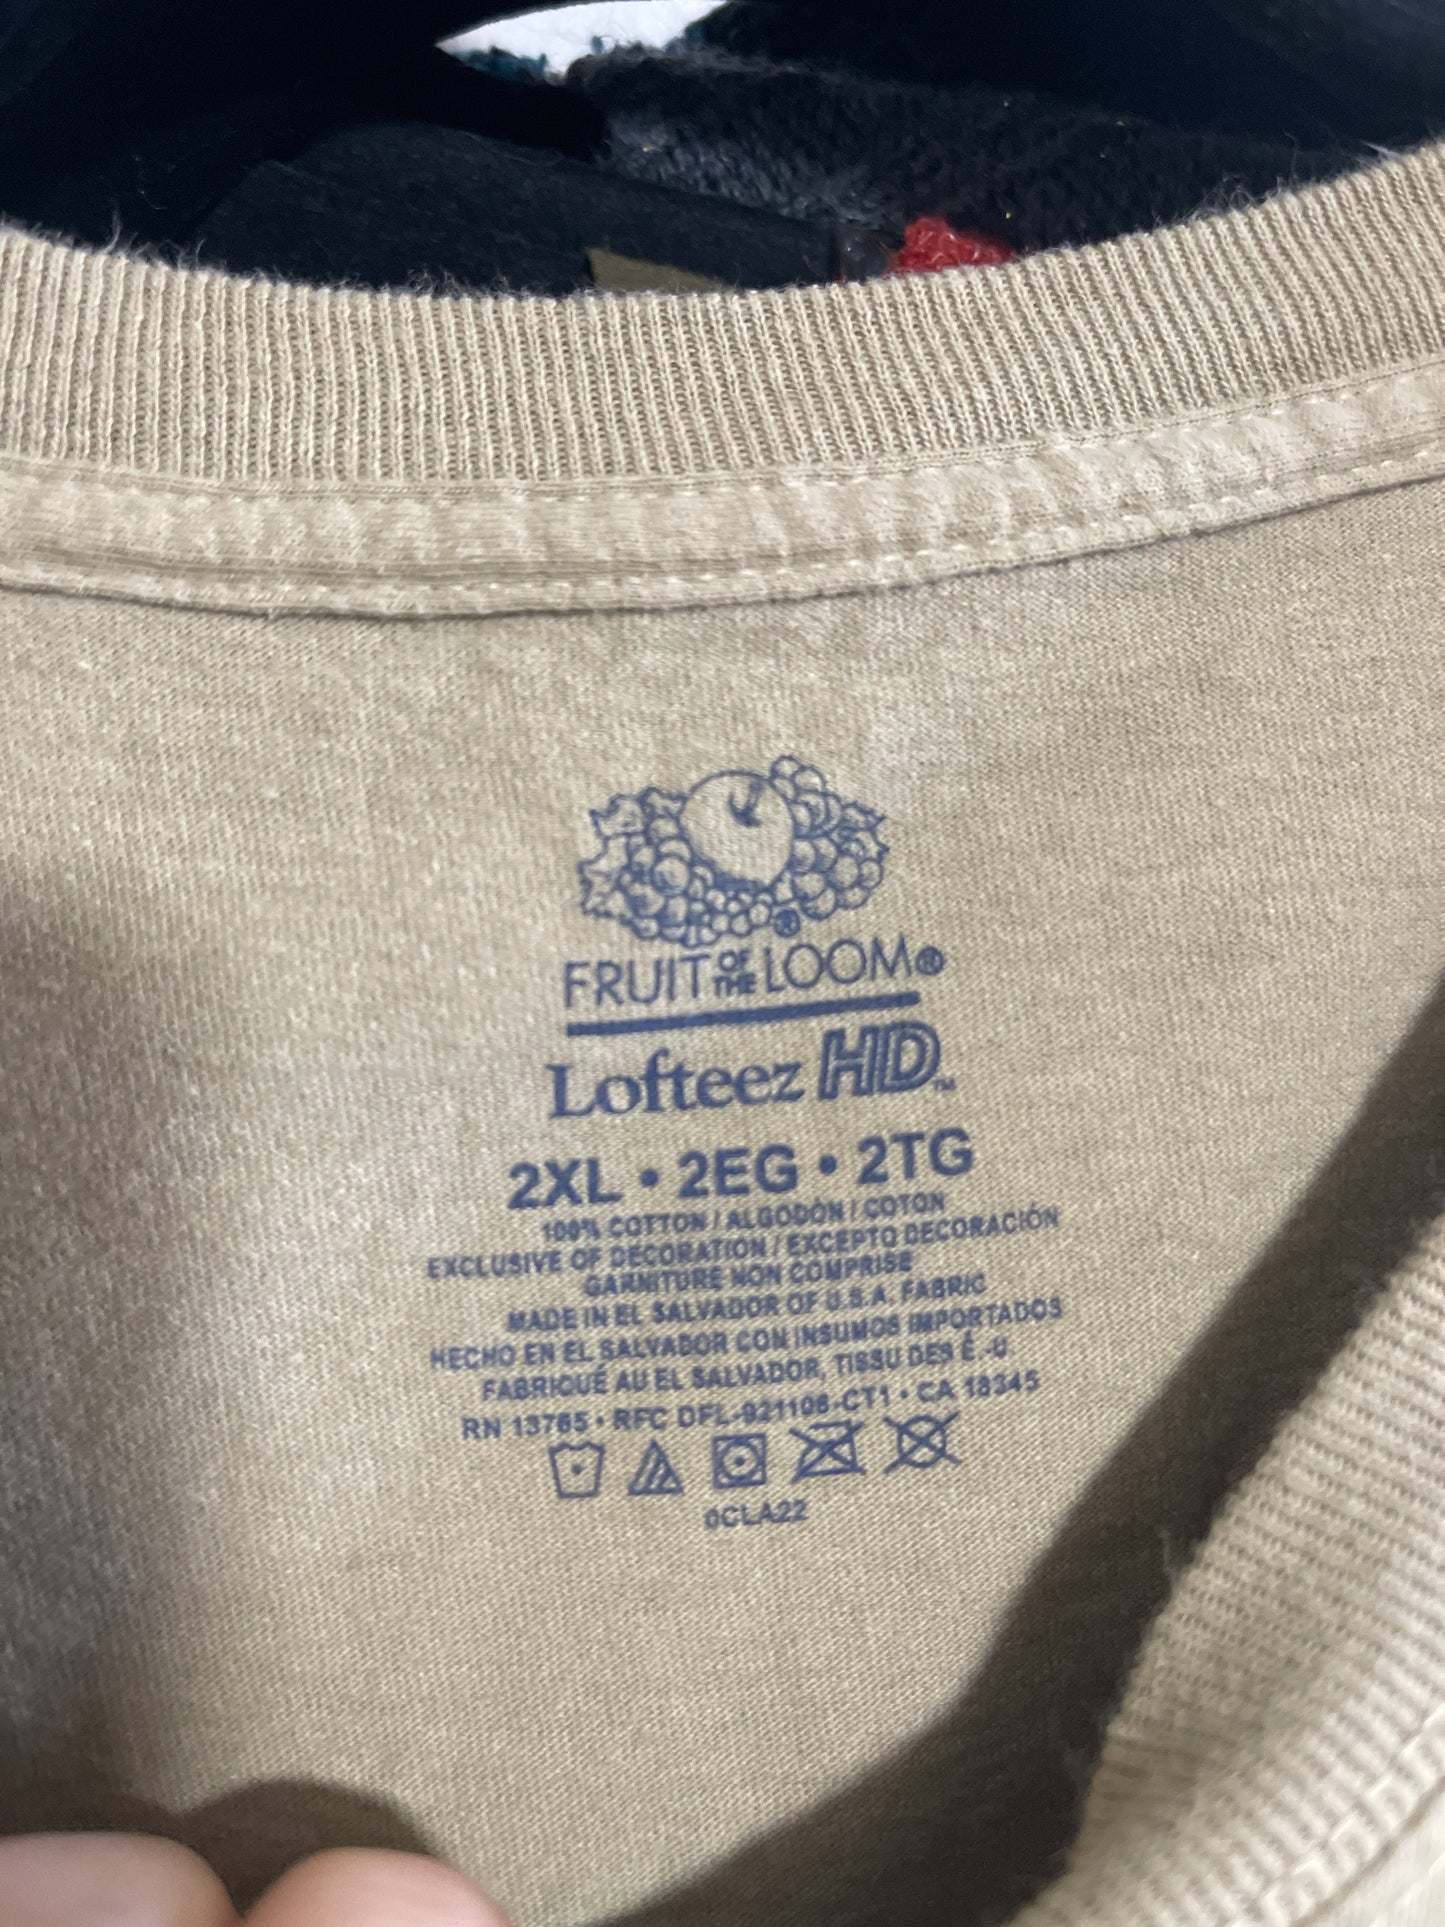 ®
FRUIT OF THE LOOM®
Lofteez HD™
2XL • 2EG • 2TG
100% COTTON / ALGODÓN / COTON
EXCLUSIVE OF DECORATION / EXCEPTO DECORACIÓN
GARNITURE NON COMPRISE
MADE IN EL SALVADOR OF U.S.A. FABRIC
HECHO EN EL SALVADOR CON INSUMOS IMPORTADOS
FABRIQUÉ AU EL SALVADOR, TISSU DES É.-U.
RN 13765 • RFC DFL-921106-CT1 • CA 18345
0CLA22